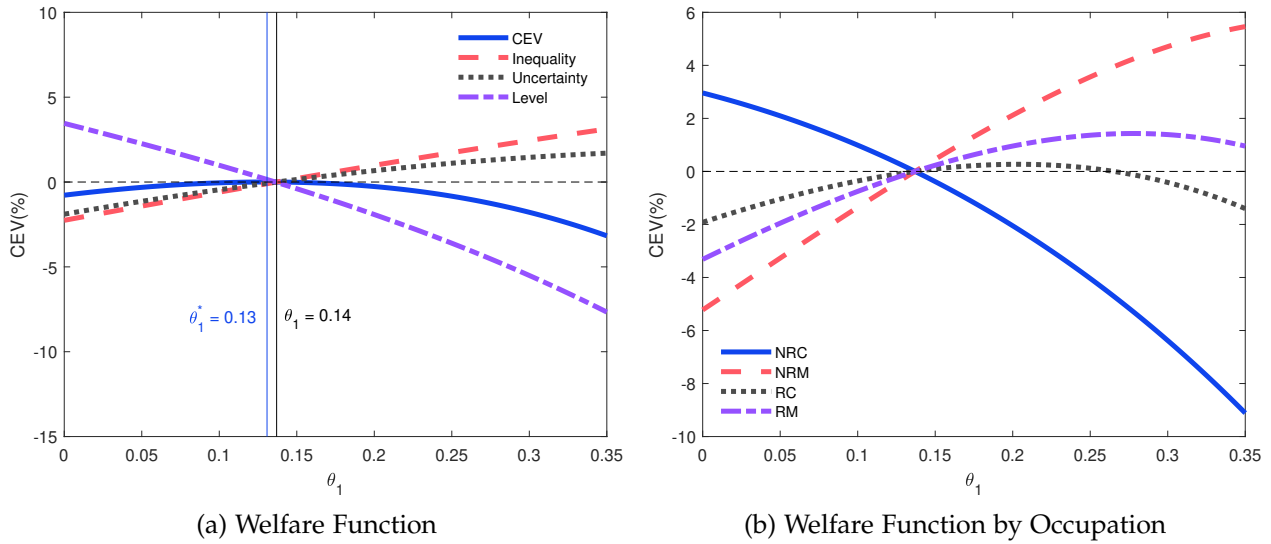 10
5
0
-5
-10
-15
CEV(%)
CEV
Inequality
Uncertainty
Level
θ*1 = 0.13
θ1 = 0.14
0 0.05 0.1 0.15 0.2 0.25 0.3 0.35
θ1
(a) Welfare Function
6
4
2
0
-2
-4
-6
-8
-10
CEV(%)
NRC
NRM
RC
RM
0 0.05 0.1 0.15 0.2 0.25 0.3 0.35
θ1
(b) Welfare Function by Occupation